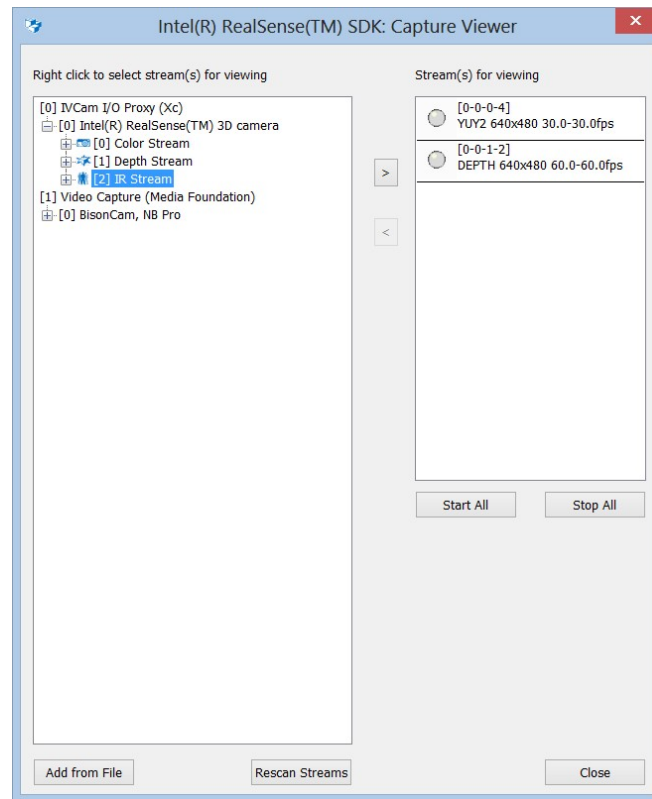 Intel(R) RealSense(TM) SDK: Capture Viewer
Right click to select stream(s) for viewing
[0] IVCam I/O Proxy (Xc)
[0] Intel(R) RealSense(TM) 3D camera
[0] Color Stream
[1] Depth Stream
[2] IR Stream
[1] Video Capture (Media Foundation)
[0] BisonCam, NB Pro
>
<
Stream(s) for viewing
[0-0-0-4]
YUY2 640x480 30.0-30.0fps
[0-0-1-2]
DEPTH 640x480 60.0-60.0fps
Start All
Stop All
Add from File
Rescan Streams
Close